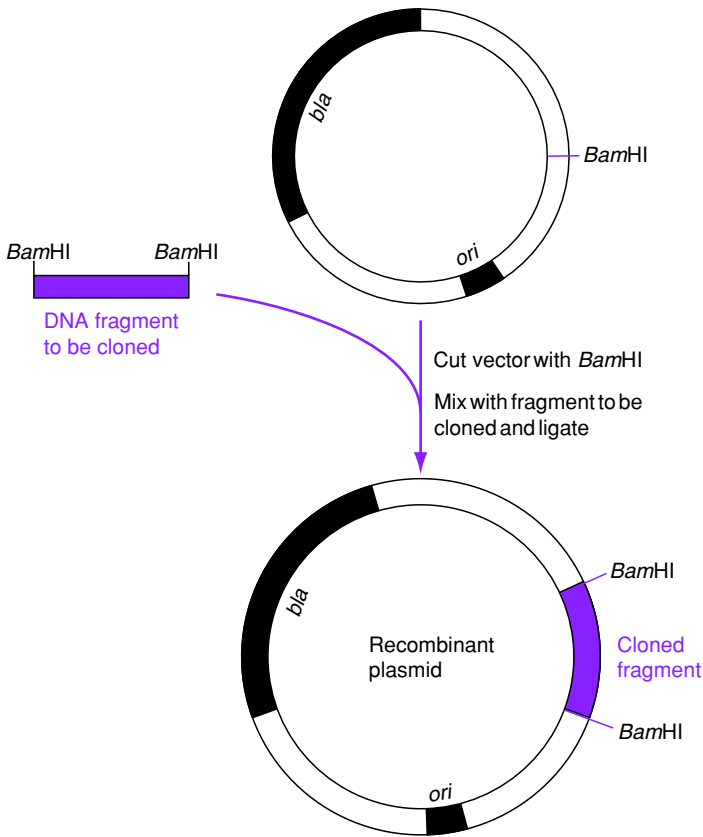 bla
BamHI
ori
BamHI
BamHI
DNA fragment
to be cloned
Cut vector with BamHI
Mix with fragment to be
cloned and ligate
bla
BamHI
Recombinant
plasmid
Cloned
fragment
BamHI
ori